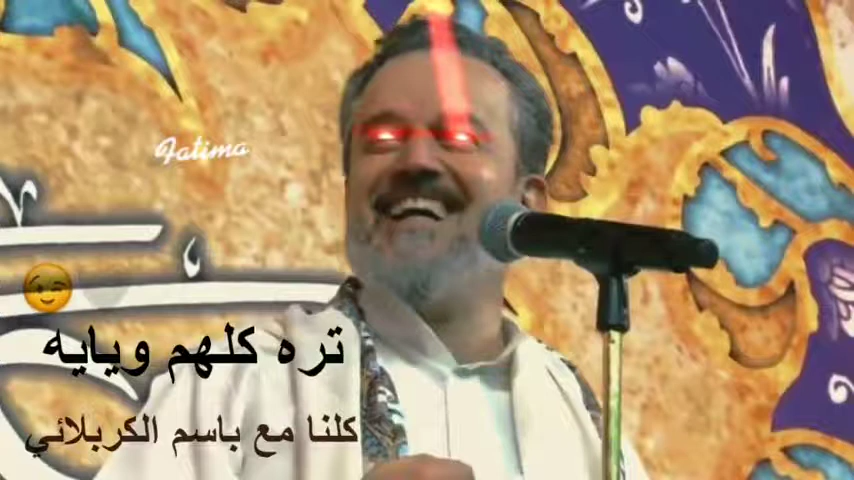 Fatima
تره كلهم ويايه
كلنا مع باسم الكربلائي